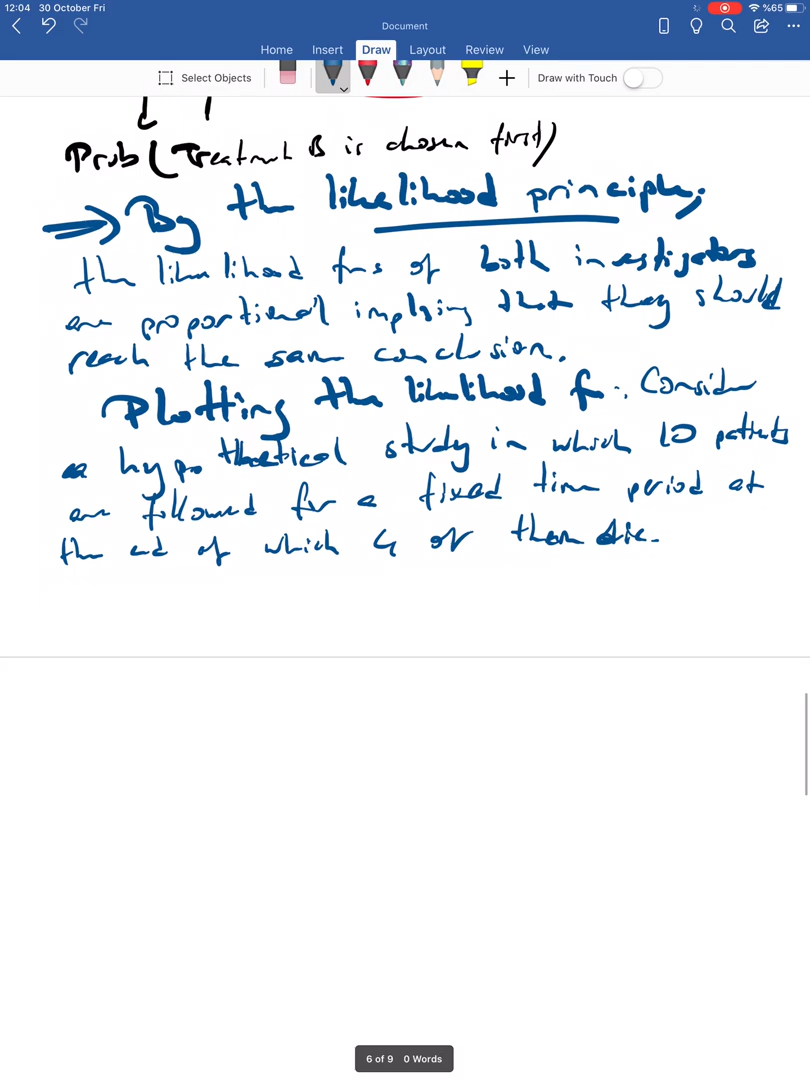 12:04 30 October Fri %65
Document
Home Insert Draw Layout Review View
Select Objects Draw with Touch
Prob (Treatment B is chosen first)
⇒ By the likelihood principle,
the likelihood fns of both investigators
are proportional implying that they should
reach the same conclusion.
Plotting the likelihood f:. Consider
a hypothetical study in which 10 patients
are followed for a fixed time period at
the end of which 4 of them die.
6 of 9 0 Words